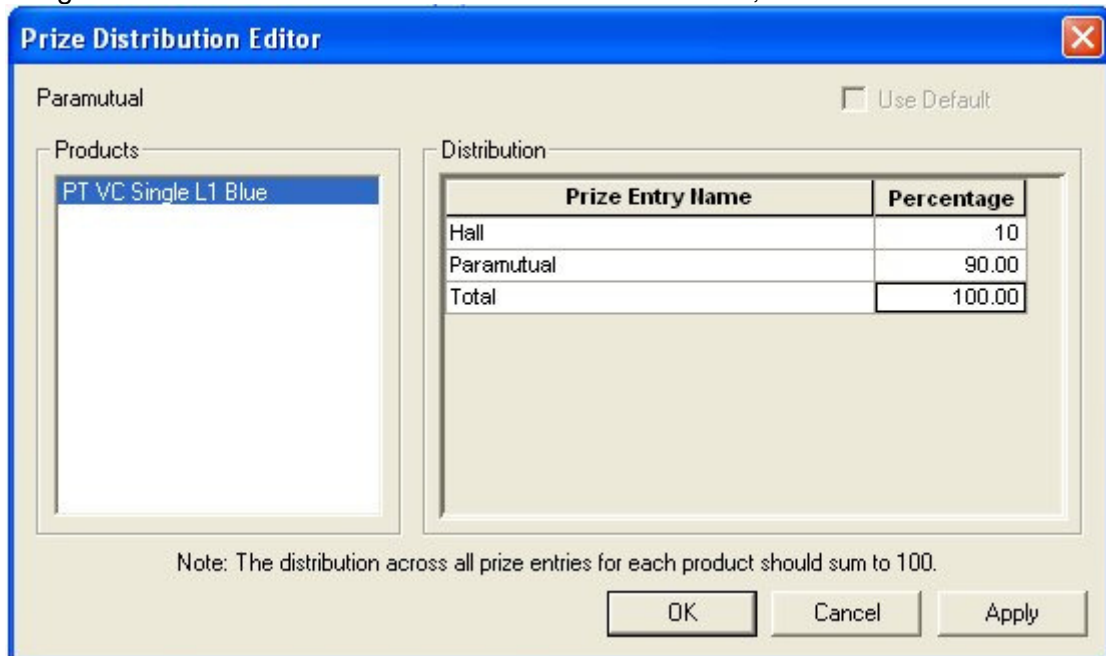 Prize Distribution Editor
Paramutual
Use Default
Products
PT VC Single L1 Blue
Distribution
Prize Entry Name Percentage
Hall 10
Paramutual 90.00
Total 100.00
Note: The distribution across all prize entries for each product should sum to 100.
OK Cancel Apply